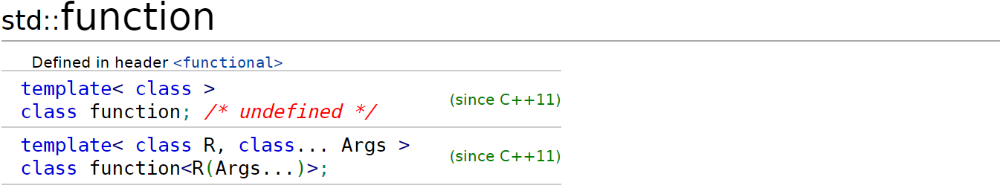 std::function
Defined in header <functional>
template< class >
class function; /* undefined */
(since C++11)
template< class R, class... Args >
class function<R(Args...)>;
(since C++11)